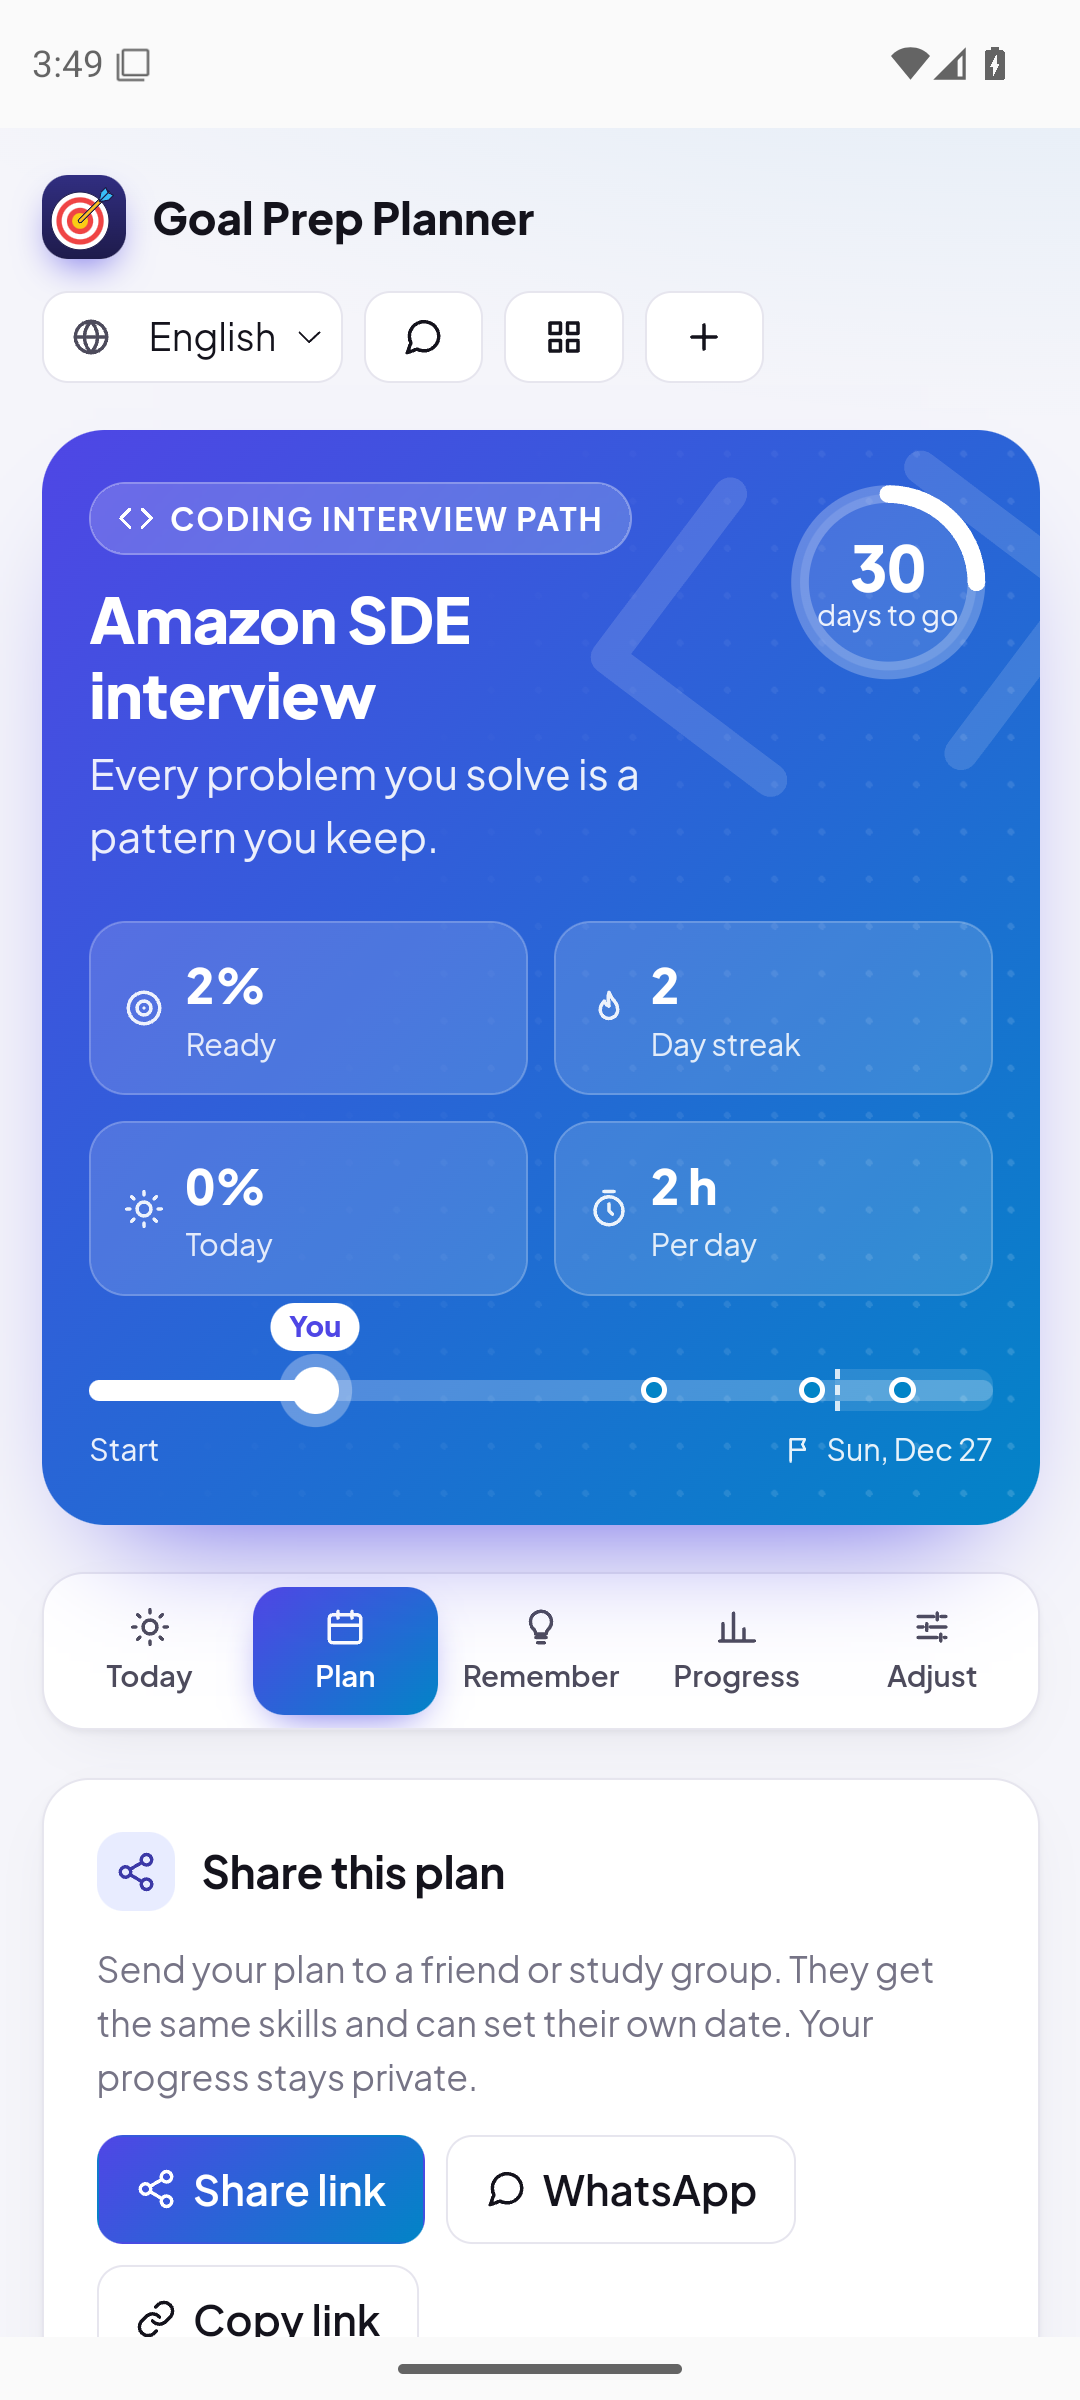 3:49
Goal Prep Planner
English
CODING INTERVIEW PATH
30
days to go
Amazon SDE
interview
Every problem you solve is a
pattern you keep.
2%
Ready
2
Day streak
0%
Today
2 h
Per day
You
Start
Sun, Dec 27
Today
Plan
Remember
Progress
Adjust
Share this plan
Send your plan to a friend or study group. They get
the same skills and can set their own date. Your
progress stays private.
Share link
WhatsApp
Copy link